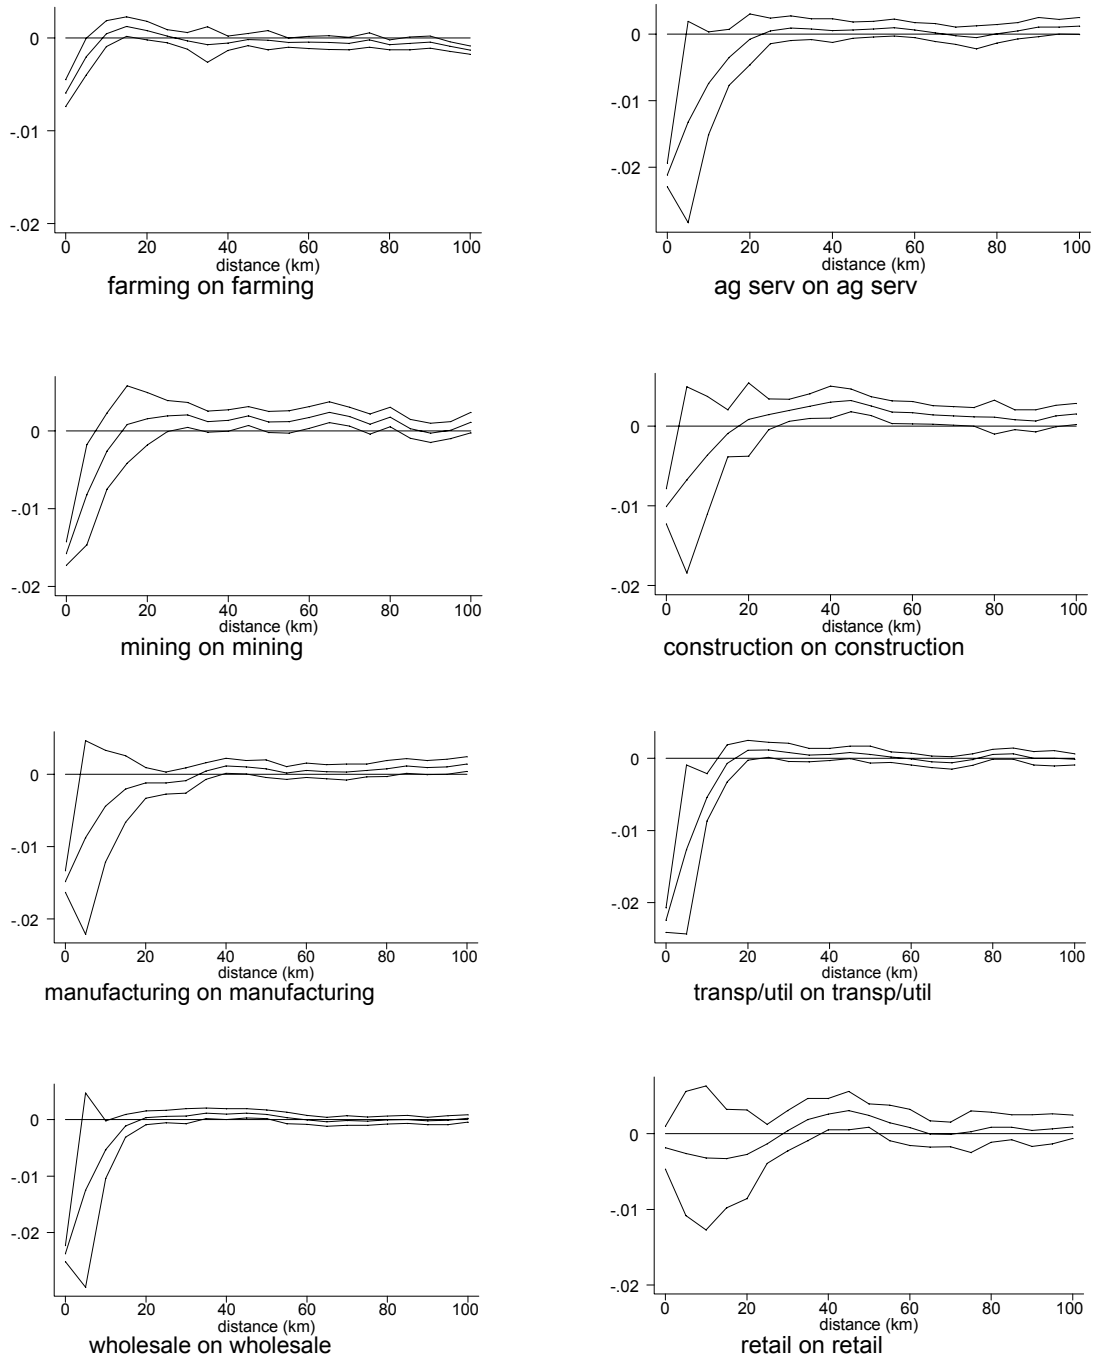 0
-.01
-.02
0 20 40 60 80 100
distance (km)
farming on farming
0
-.01
-.02
0 20 40 60 80 100
distance (km)
ag serv on ag serv
0
-.01
-.02
0 20 40 60 80 100
distance (km)
mining on mining
0
-.01
-.02
0 20 40 60 80 100
distance (km)
construction on construction
0
-.01
-.02
0 20 40 60 80 100
distance (km)
manufacturing on manufacturing
0
-.01
-.02
0 20 40 60 80 100
distance (km)
transp/util on transp/util
0
-.01
-.02
0 20 40 60 80 100
distance (km)
wholesale on wholesale
0
-.01
-.02
0 20 40 60 80 100
distance (km)
retail on retail